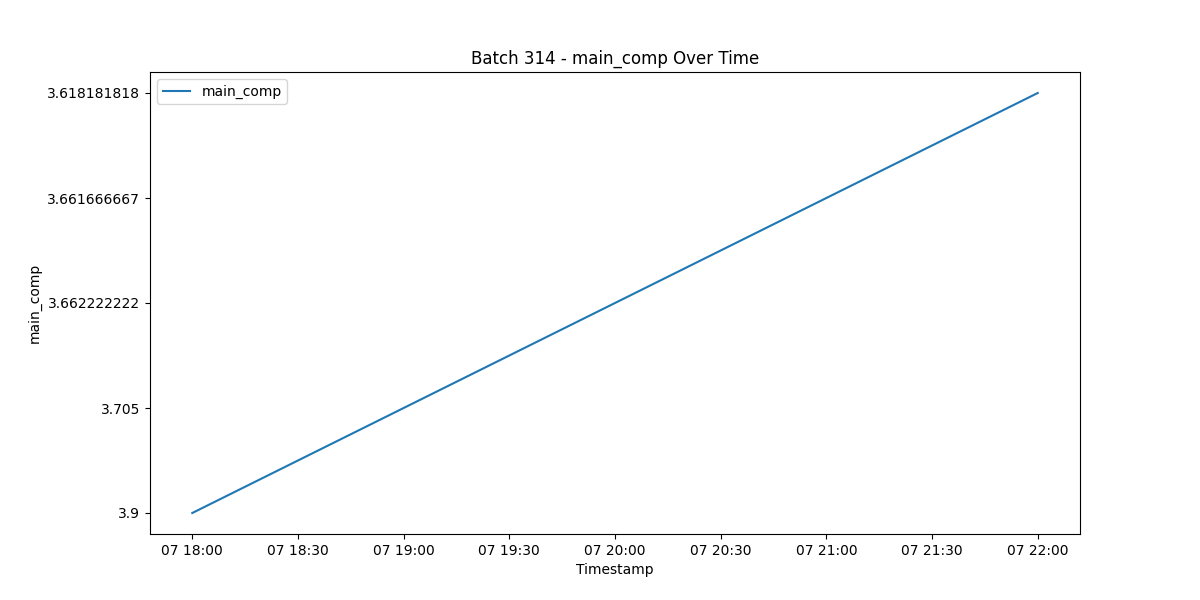 Batch 314 - main_comp Over Time
main_comp
3.618181818
3.661666667
3.662222222
3.705
3.9
main_comp
07 18:00 07 18:30 07 19:00 07 19:30 07 20:00 07 20:30 07 21:00 07 21:30 07 22:00
Timestamp